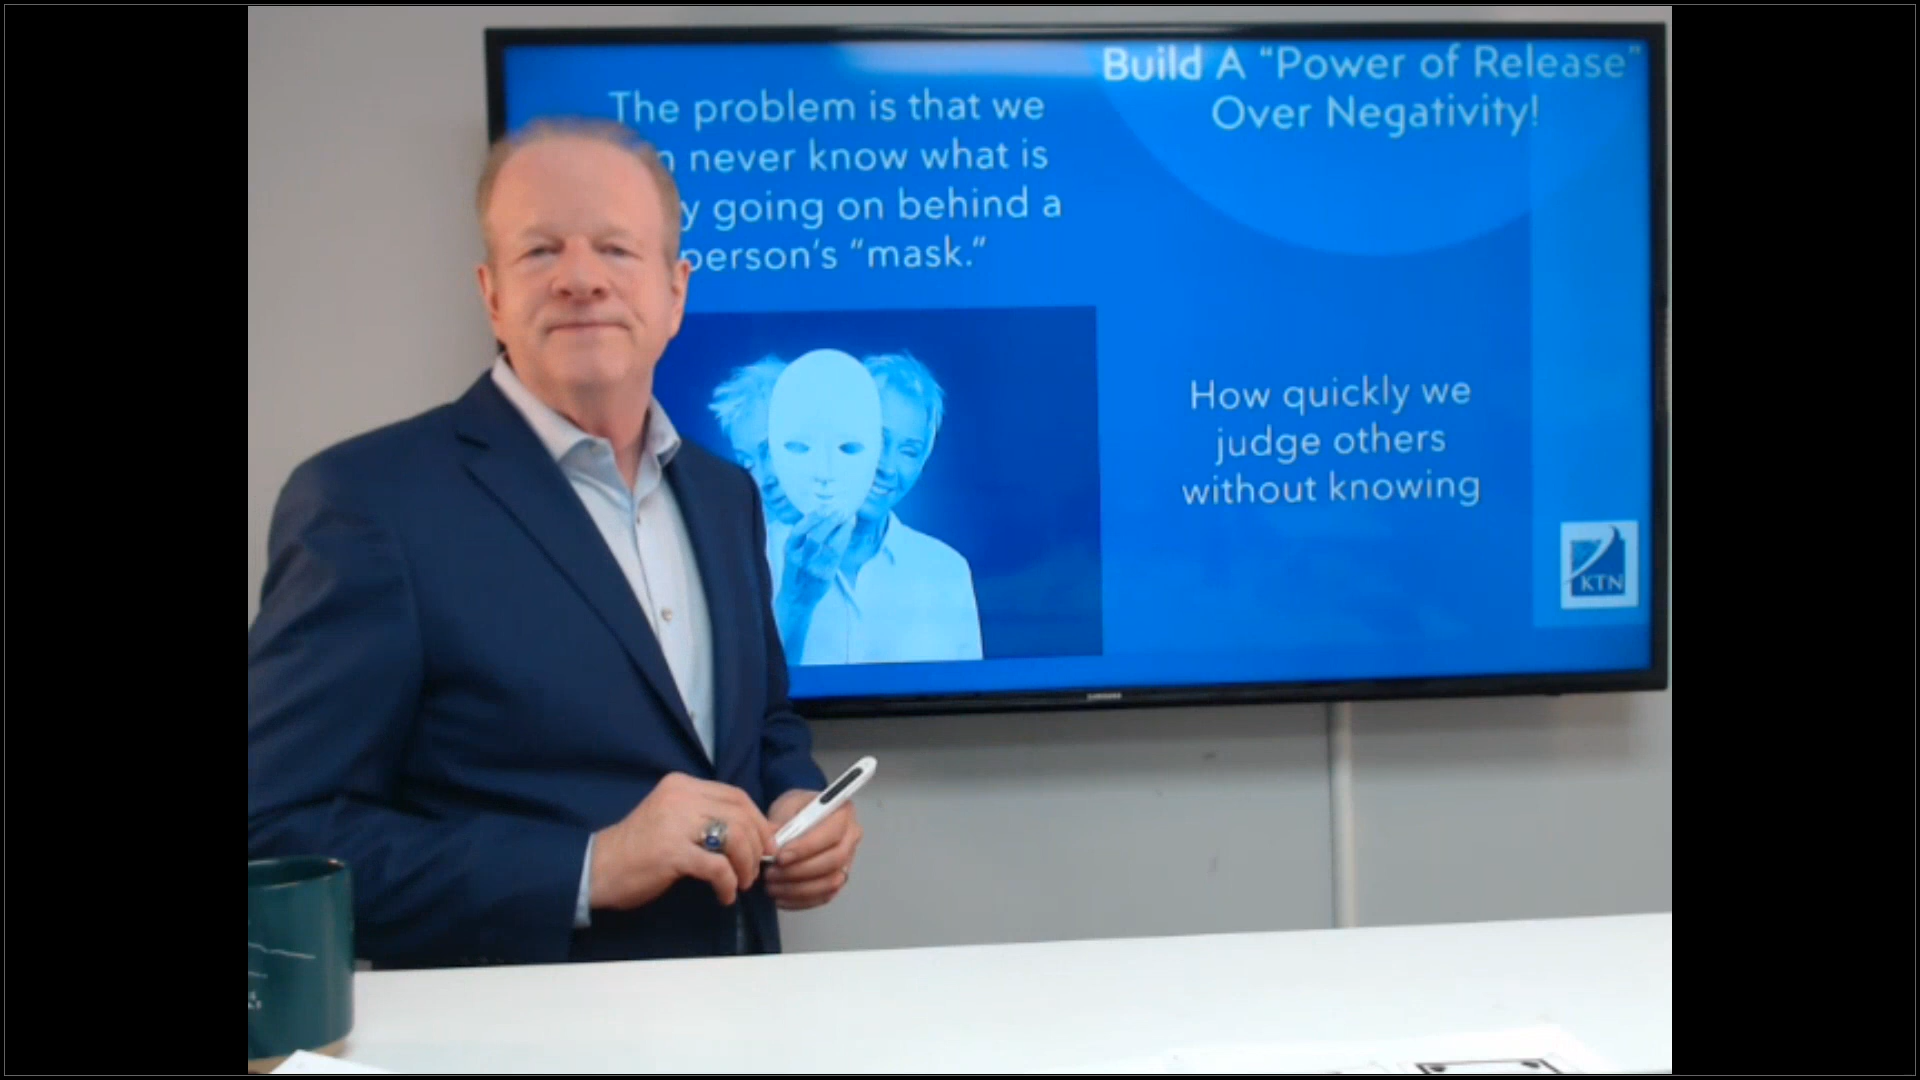 Build A “Power of Release”
Over Negativity!
The problem is that we
never know what is
going on behind a
person’s “mask.”
How quickly we
judge others
without knowing
KTN
SAMSUNG